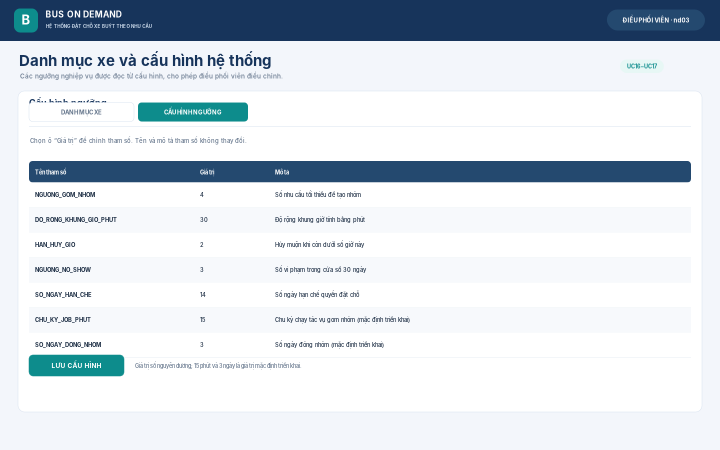 B
BUS ON DEMAND
HỆ THỐNG ĐẶT CHỖ XE BUÝT THEO NHU CẦU
ĐIỀU PHỐI VIÊN · nd03
Danh mục xe và cấu hình hệ thống
Các ngưỡng nghiệp vụ được đọc từ cấu hình, cho phép điều phối viên điều chỉnh.
UC16–UC17
Cấu hình ngưỡng
DANH MỤC XE
CẤU HÌNH NGƯỠNG
Chọn ô "Giá trị" để chỉnh tham số. Tên và mô tả tham số không thay đổi.
Tên tham số Giá trị Mô tả
NGUONG_GOM_NHOM 4 Số nhu cầu tối thiểu để tạo nhóm
DO_RONG_KHUNG_GIO_PHUT 30 Độ rộng khung giờ tính bằng phút
HAN_HUY_GIO 2 Hủy muộn khi còn dưới số giờ này
NGUONG_NO_SHOW 3 Số vi phạm trong cửa sổ 30 ngày
SO_NGAY_HAN_CHE 14 Số ngày hạn chế quyền đặt chỗ
CHU_KY_JOB_PHUT 15 Chu kỳ chạy tác vụ gom nhóm (mặc định triển khai)
SO_NGAY_DONG_NHOM 3 Số ngày đóng nhóm (mặc định triển khai)
LƯU CẤU HÌNH
Giá trị số nguyên dương; 15 phút và 3 ngày là giá trị mặc định triển khai.